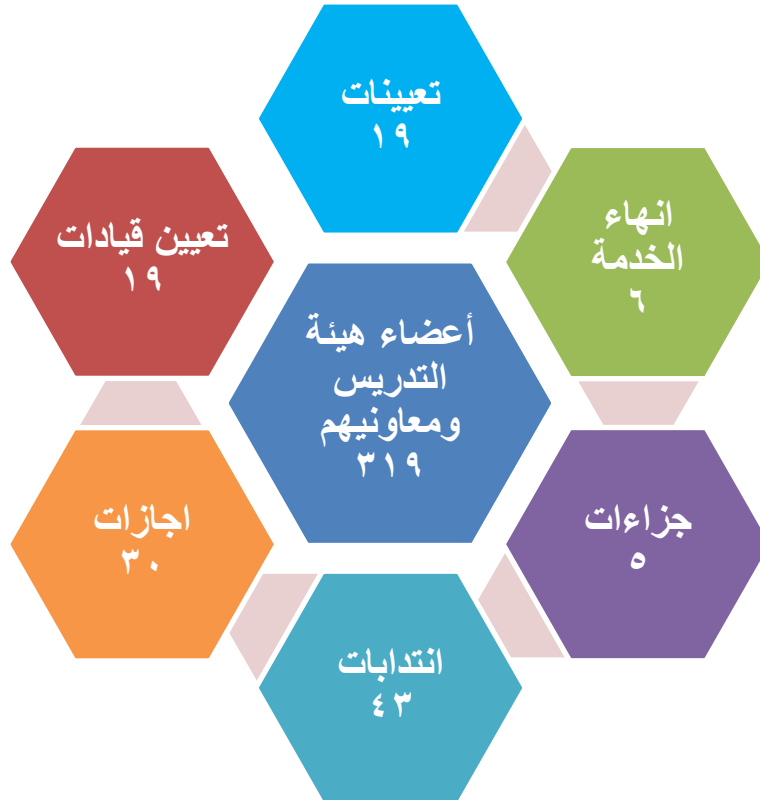 تعيينات
١٩
انهاء
الخدمة
٦
جزاءات
٥
انتدابات
٤٣
اجازات
٣٠
تعيين قيادات
١٩
أعضاء هيئة
التدريس
ومعاونيهم
٣١٩